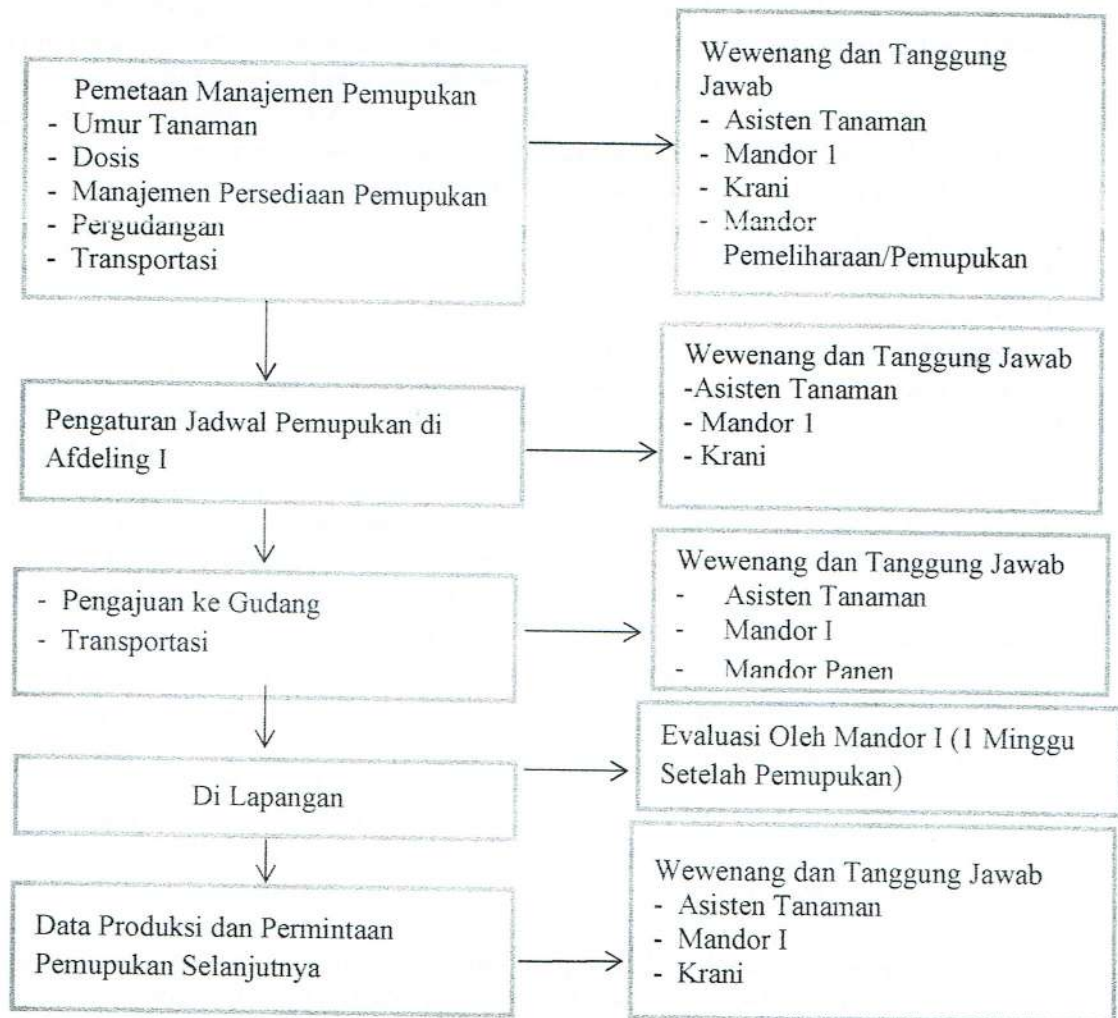 Pemetaan Manajemen Pemupukan
- Umur Tanaman
- Dosis
- Manajemen Persediaan Pemupukan
- Pergudangan
- Transportasi
Wewenang dan Tanggung
Jawab
- Asisten Tanaman
- Mandor 1
- Krani
- Mandor
Pemeliharaan/Pemupukan
Pengaturan Jadwal Pemupukan di
Afdeling I
Wewenang dan Tanggung Jawab
-Asisten Tanaman
- Mandor 1
- Krani
- Pengajuan ke Gudang
- Transportasi
Wewenang dan Tanggung Jawab
- Asisten Tanaman
- Mandor I
- Mandor Panen
Di Lapangan
Evaluasi Oleh Mandor I (1 Minggu
Setelah Pemupukan)
Data Produksi dan Permintaan
Pemupukan Selanjutnya
Wewenang dan Tanggung Jawab
- Asisten Tanaman
- Mandor I
- Krani